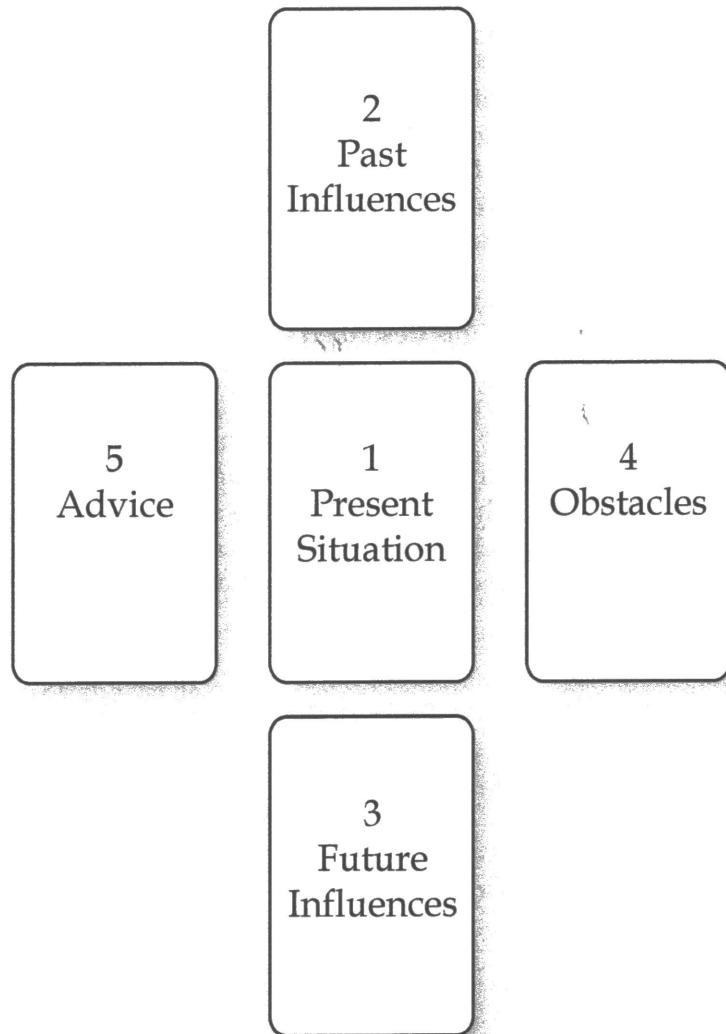 2
Past
Influences
5
Advice
1
Present
Situation
4
Obstacles
3
Future
Influences